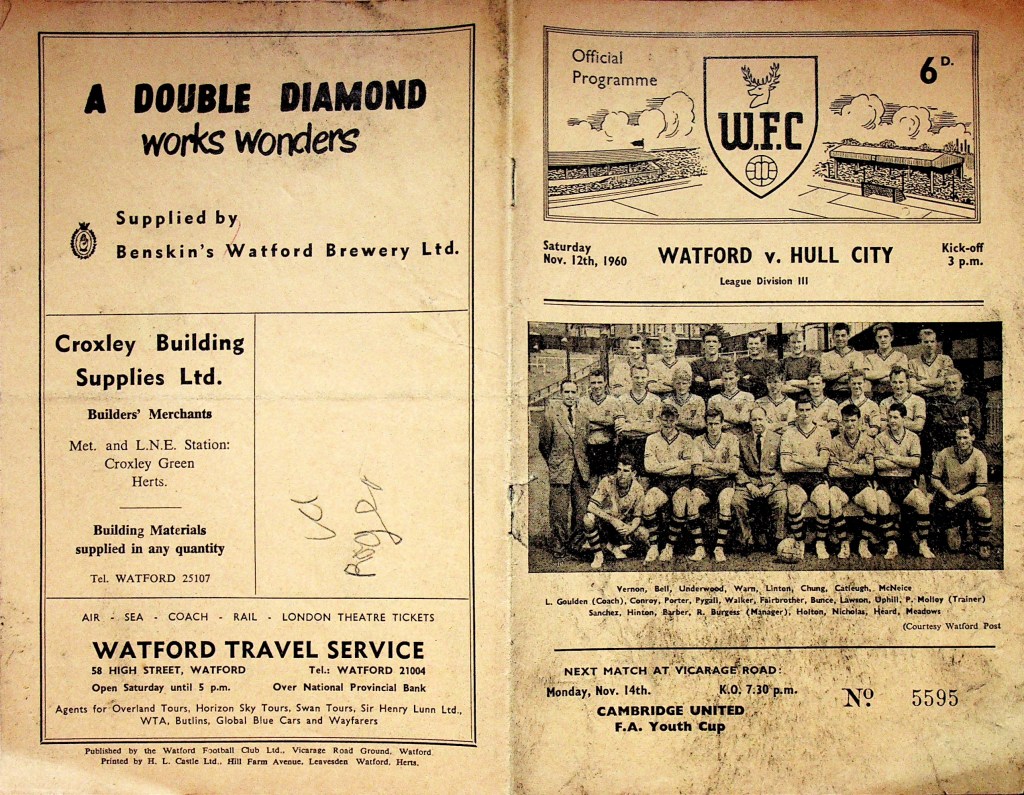 A DOUBLE DIAMOND
works wonders
Supplied by
Benskin's Watford Brewery Ltd.
Croxley Building
Supplies Ltd.
Builders' Merchants
Met. and L.N.E. Station:
Croxley Green
Herts.
Building Materials
supplied in any quantity
Tel. WATFORD 25107
AIR - SEA - COACH - RAIL - LONDON THEATRE TICKETS
WATFORD TRAVEL SERVICE
58 HIGH STREET, WATFORD Tel.: WATFORD 21004
Open Saturday until 5 p.m. Over National Provincial Bank
Agents for Overland Tours, Horizon Sky Tours, Swan Tours, Sir Henry Lunn Ltd.,
WTA, Butlins, Global Blue Cars and Wayfarers
Published by the Watford Football Club Ltd., Vicarage Road Ground, Watford.
Printed by H. L. Castle Ltd., Hill Farm Avenue, Leavesden Watford, Herts.
Official
Programme
6D.
W.F.C
Saturday
Nov. 12th, 1960
WATFORD v. HULL CITY
Kick-off
3 p.m.
League Division III
Vernon, Bell, Underwood, Warn, Linton, Chung, Catleugh, McNeice
L. Goulden (Coach), Conroy, Porter, Pygall, Walker, Fairbrother, Bunce, Lawson, Uphill, P. Molloy (Trainer)
Sanchez, Hinton, Barber, R. Burgess (Manager), Holton, Nicholas, Heard, Meadows
(Courtesy Watford Post
NEXT MATCH AT VICARAGE ROAD:
Monday, Nov. 14th. K.O. 7.30 p.m.
CAMBRIDGE UNITED
F.A. Youth Cup
No. 5595